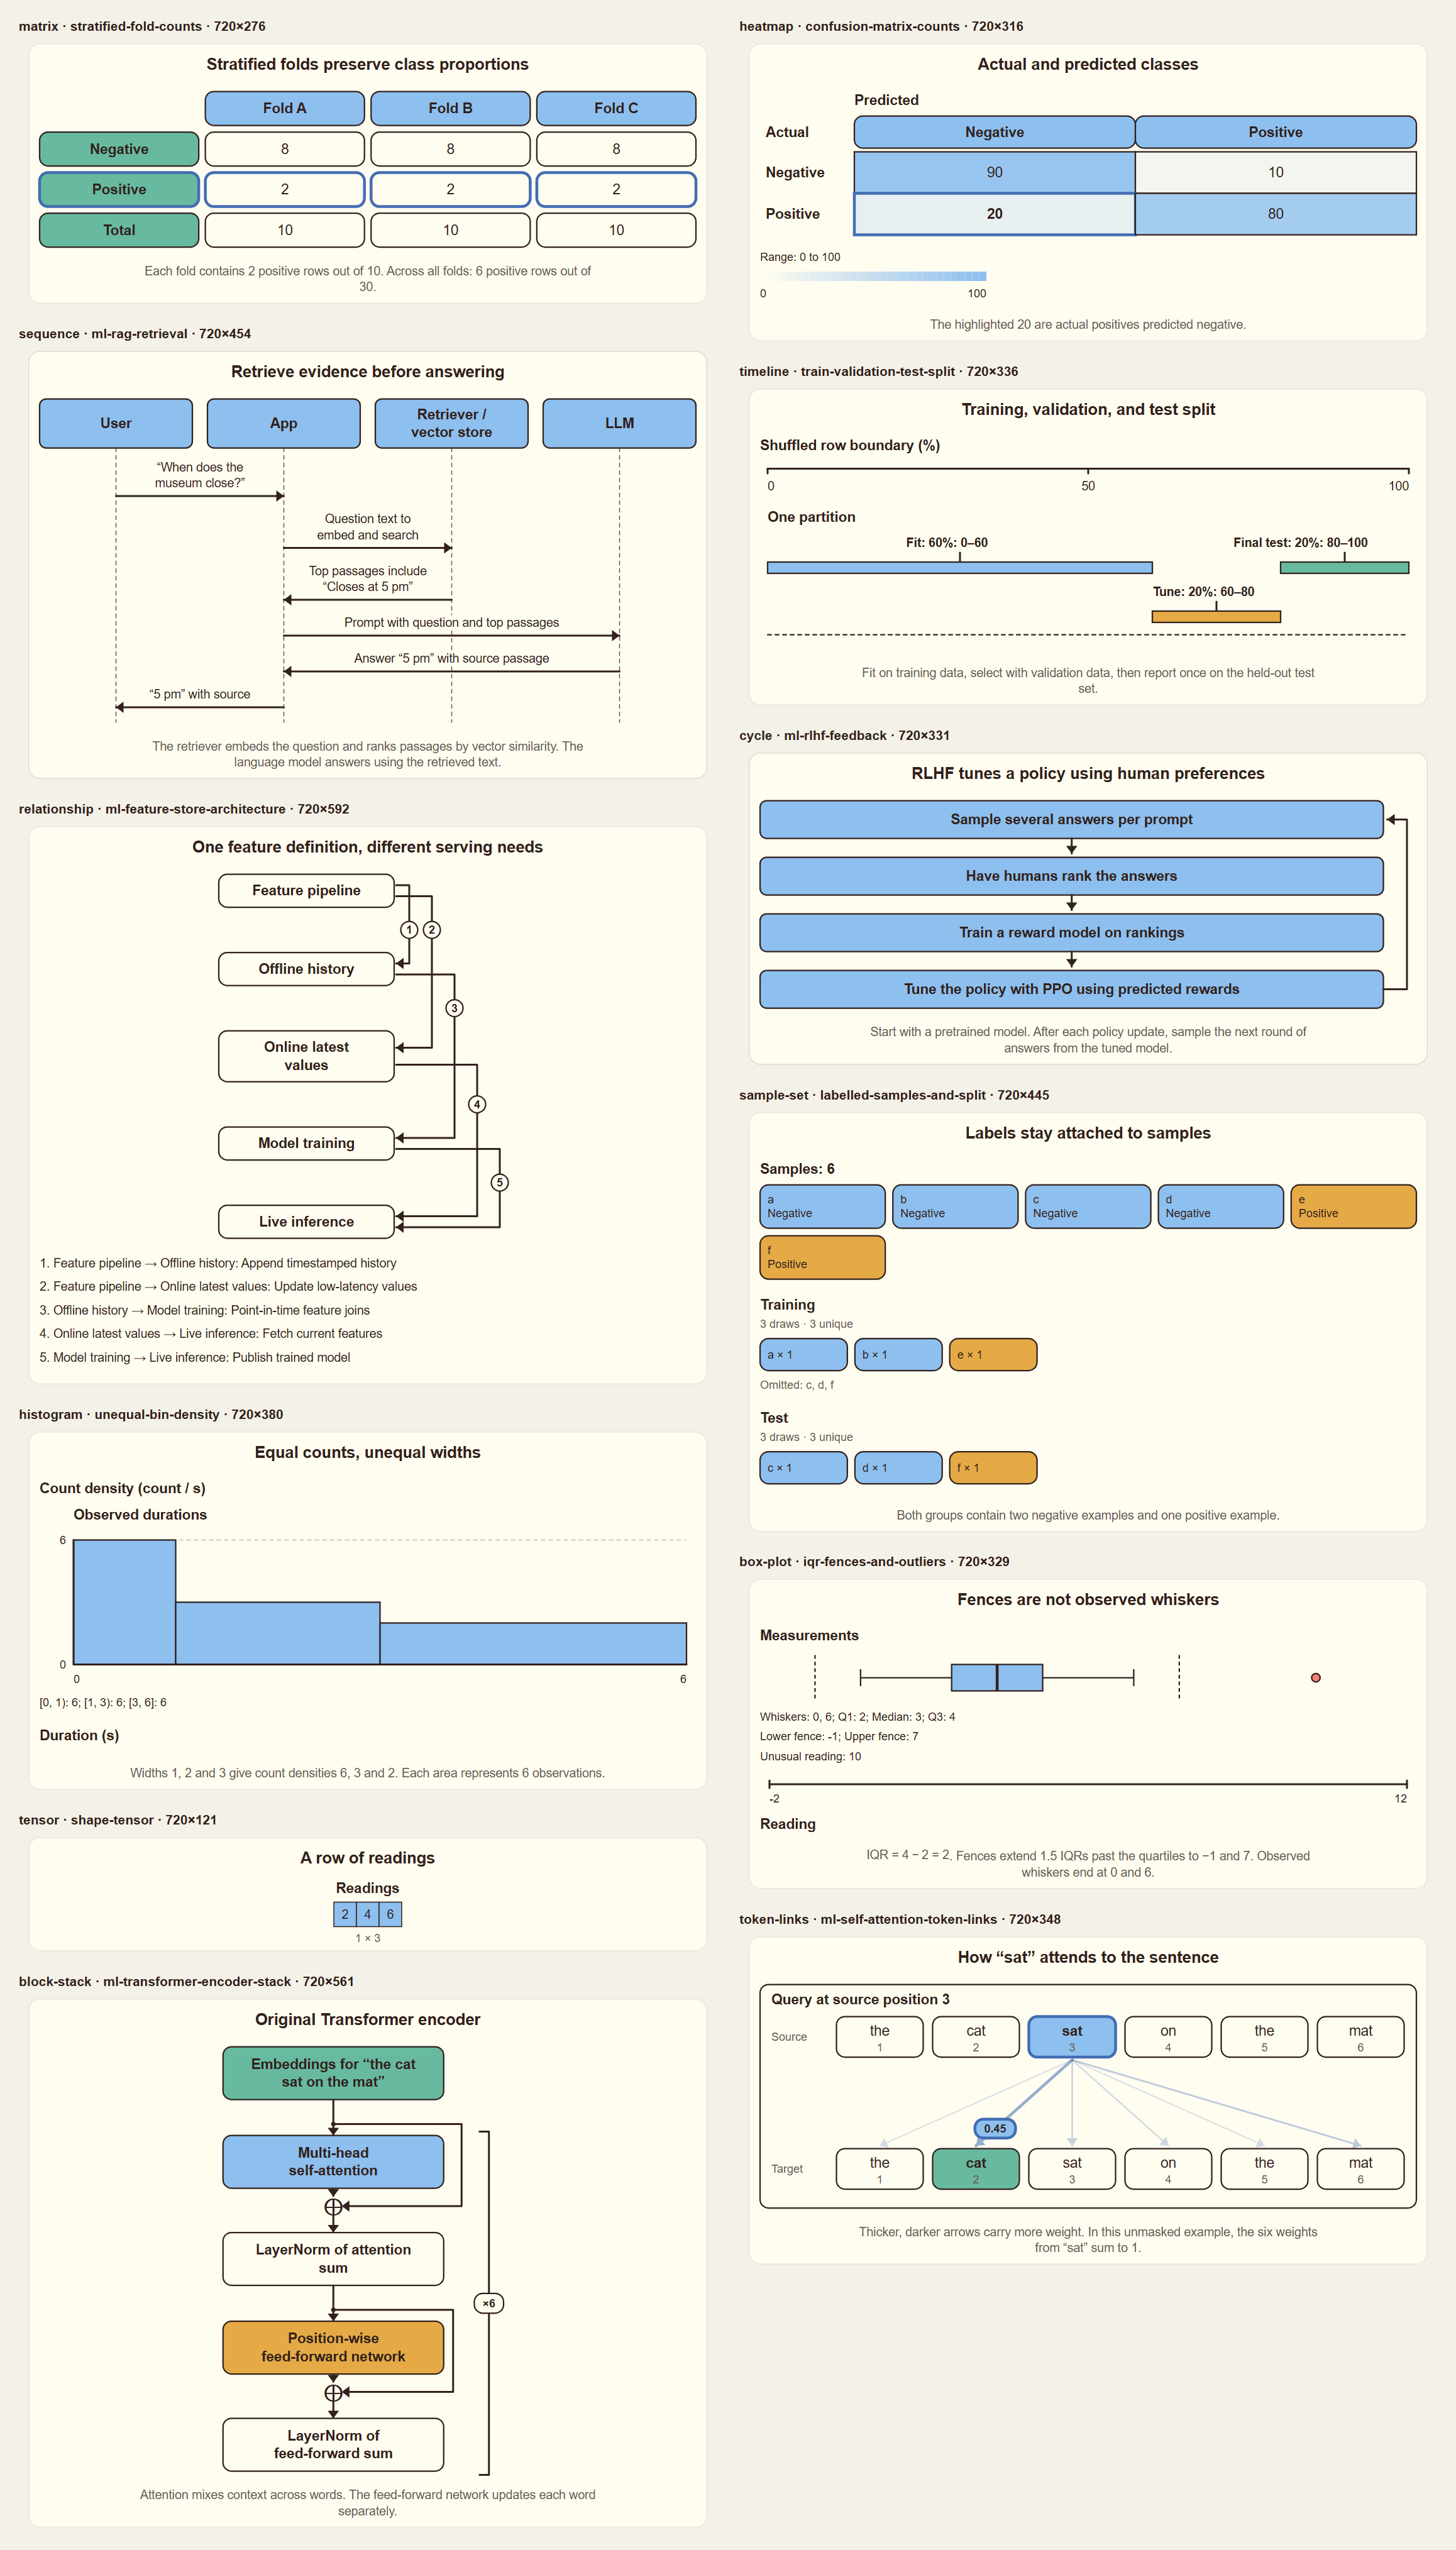 matrix · stratified-fold-counts · 720×276
Stratified folds preserve class proportions
Fold A
Fold B
Fold C
Negative
8
8
8
Positive
2
2
2
Total
10
10
10
Each fold contains 2 positive rows out of 10. Across all folds: 6 positive rows out of
30.
sequence · ml-rag-retrieval · 720×454
Retrieve evidence before answering
User
App
Retriever /
vector store
LLM
“When does the
museum close?”
Question text to
embed and search
Top passages include
“Closes at 5 pm”
Prompt with question and top passages
Answer “5 pm” with source passage
“5 pm” with source
The retriever embeds the question and ranks passages by vector similarity. The
language model answers using the retrieved text.
relationship · ml-feature-store-architecture · 720×592
One feature definition, different serving needs
Feature pipeline
1
2
Offline history
3
Online latest
values
4
Model training
5
Live inference
1. Feature pipeline → Offline history: Append timestamped history
2. Feature pipeline → Online latest values: Update low-latency values
3. Offline history → Model training: Point-in-time feature joins
4. Online latest values → Live inference: Fetch current features
5. Model training → Live inference: Publish trained model
histogram · unequal-bin-density · 720×380
Equal counts, unequal widths
Count density (count / s)
Observed durations
6
0
0
6
[0, 1): 6; [1, 3): 6; [3, 6]: 6
Duration (s)
Widths 1, 2 and 3 give count densities 6, 3 and 2. Each area represents 6 observations.
tensor · shape-tensor · 720×121
A row of readings
Readings
2
4
6
1 × 3
block-stack · ml-transformer-encoder-stack · 720×561
Original Transformer encoder
Embeddings for “the cat
sat on the mat”
Multi-head
self-attention
LayerNorm of attention
sum
×6
Position-wise
feed-forward network
LayerNorm of
feed-forward sum
Attention mixes context across words. The feed-forward network updates each word
separately.
heatmap · confusion-matrix-counts · 720×316
Actual and predicted classes
Predicted
Actual
Negative
Positive
Negative
90
10
Positive
20
80
Range: 0 to 100
0
100
The highlighted 20 are actual positives predicted negative.
timeline · train-validation-test-split · 720×336
Training, validation, and test split
Shuffled row boundary (%)
0
50
100
One partition
Fit: 60%: 0–60
Final test: 20%: 80–100
Tune: 20%: 60–80
Fit on training data, select with validation data, then report once on the held-out test
set.
cycle · ml-rlhf-feedback · 720×331
RLHF tunes a policy using human preferences
Sample several answers per prompt
Have humans rank the answers
Train a reward model on rankings
Tune the policy with PPO using predicted rewards
Start with a pretrained model. After each policy update, sample the next round of
answers from the tuned model.
sample-set · labelled-samples-and-split · 720×445
Labels stay attached to samples
Samples: 6
a
Negative
b
Negative
c
Negative
d
Negative
e
Positive
f
Positive
Training
3 draws · 3 unique
a × 1
b × 1
e × 1
Omitted: c, d, f
Test
3 draws · 3 unique
c × 1
d × 1
f × 1
Both groups contain two negative examples and one positive example.
box-plot · iqr-fences-and-outliers · 720×329
Fences are not observed whiskers
Measurements
Whiskers: 0, 6; Q1: 2; Median: 3; Q3: 4
Lower fence: -1; Upper fence: 7
Unusual reading: 10
-2
12
Reading
IQR = 4 − 2 = 2. Fences extend 1.5 IQRs past the quartiles to −1 and 7. Observed
whiskers end at 0 and 6.
token-links · ml-self-attention-token-links · 720×348
How “sat” attends to the sentence
Query at source position 3
Source
the
1
cat
2
sat
3
on
4
the
5
mat
6
0.45
Target
the
1
cat
2
sat
3
on
4
the
5
mat
6
Thicker, darker arrows carry more weight. In this unmasked example, the six weights
from “sat” sum to 1.